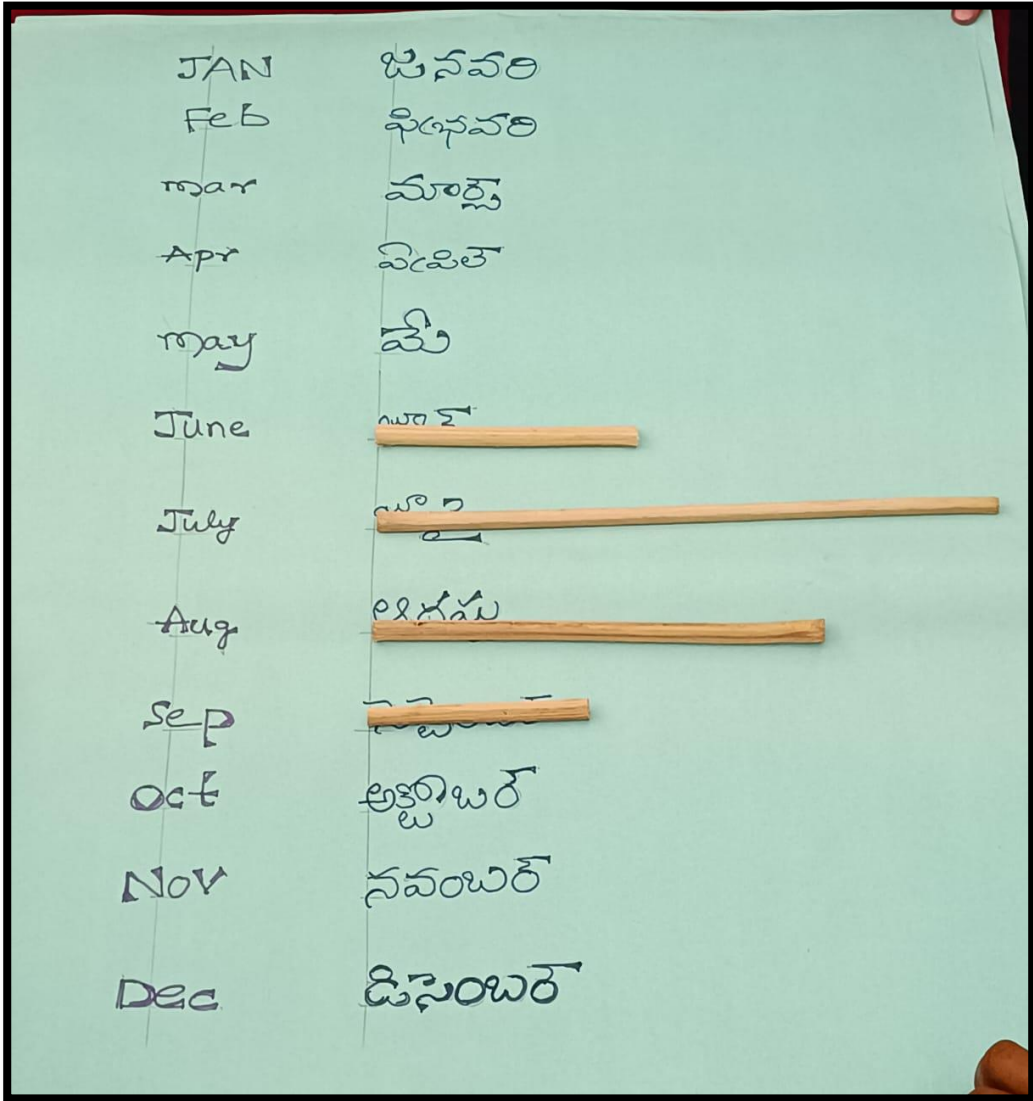 JAN జనవరి
Feb ఫిబ్రవరి
mar మార్చ్
Apr ఏప్రిల్
may మే
June
July
Aug
Sep
oct అక్టోబర్
NOV నవంబర్
Dec డిసెంబర్